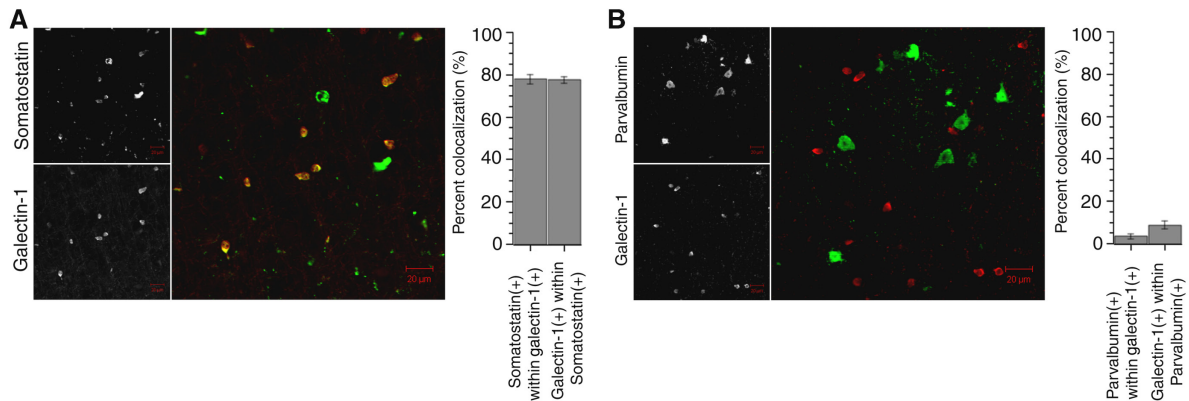 A
Somatostatin
Galectin-1
20 µm
Percent colocalization (%)
100
80
60
40
20
0
Somatostatin(+)
within galectin-1(+)
Galectin-1(+) within
Somatostatin(+)
B
Parvalbumin
Galectin-1
20 µm
Percent colocalization (%)
100
80
60
40
20
0
Parvalbumin(+)
within galectin-1(+)
Galectin-1(+) within
Parvalbumin(+)